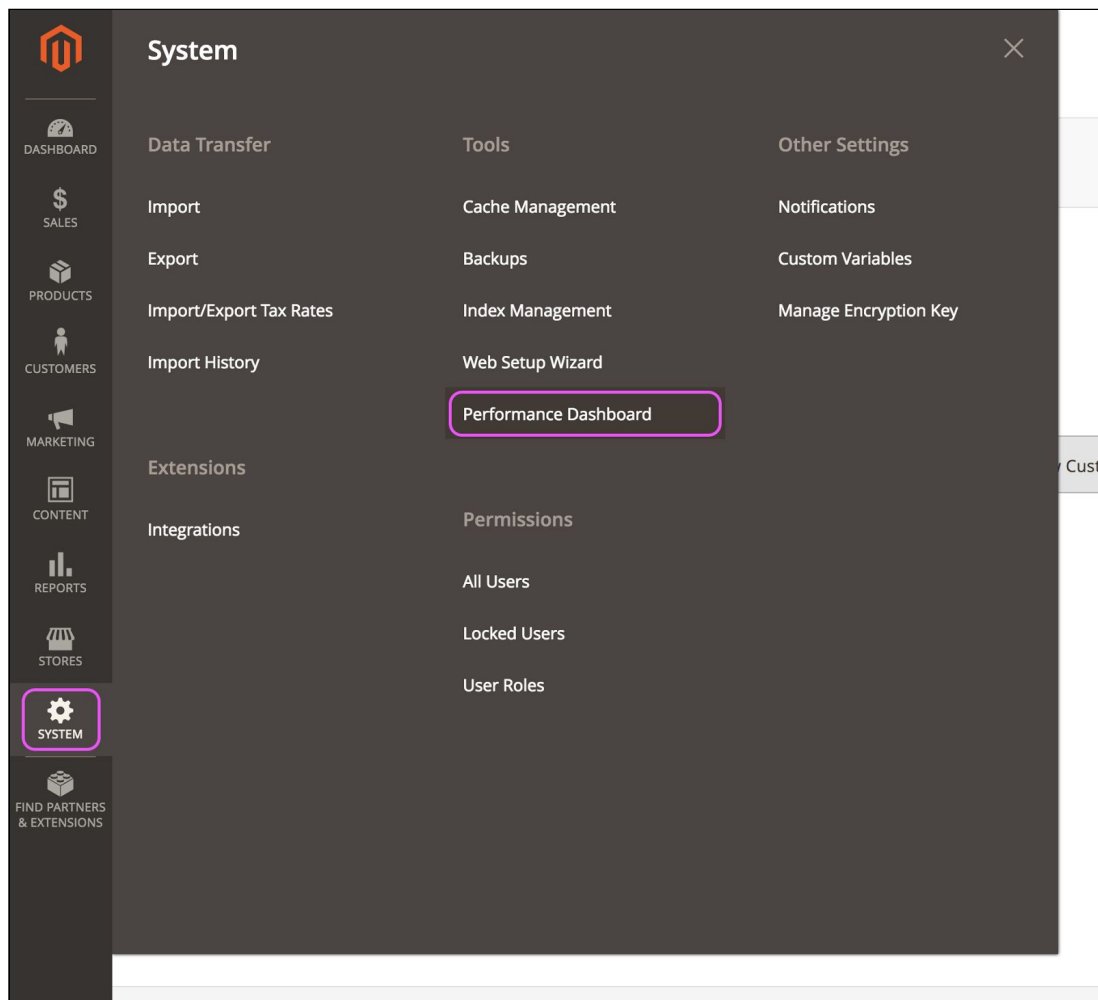 DASHBOARD
SALES
PRODUCTS
CUSTOMERS
MARKETING
CONTENT
REPORTS
STORES
SYSTEM
FIND PARTNERS
& EXTENSIONS
System
Data Transfer
Import
Export
Import/Export Tax Rates
Import History
Extensions
Integrations
Tools
Cache Management
Backups
Index Management
Web Setup Wizard
Performance Dashboard
Permissions
All Users
Locked Users
User Roles
Other Settings
Notifications
Custom Variables
Manage Encryption Key